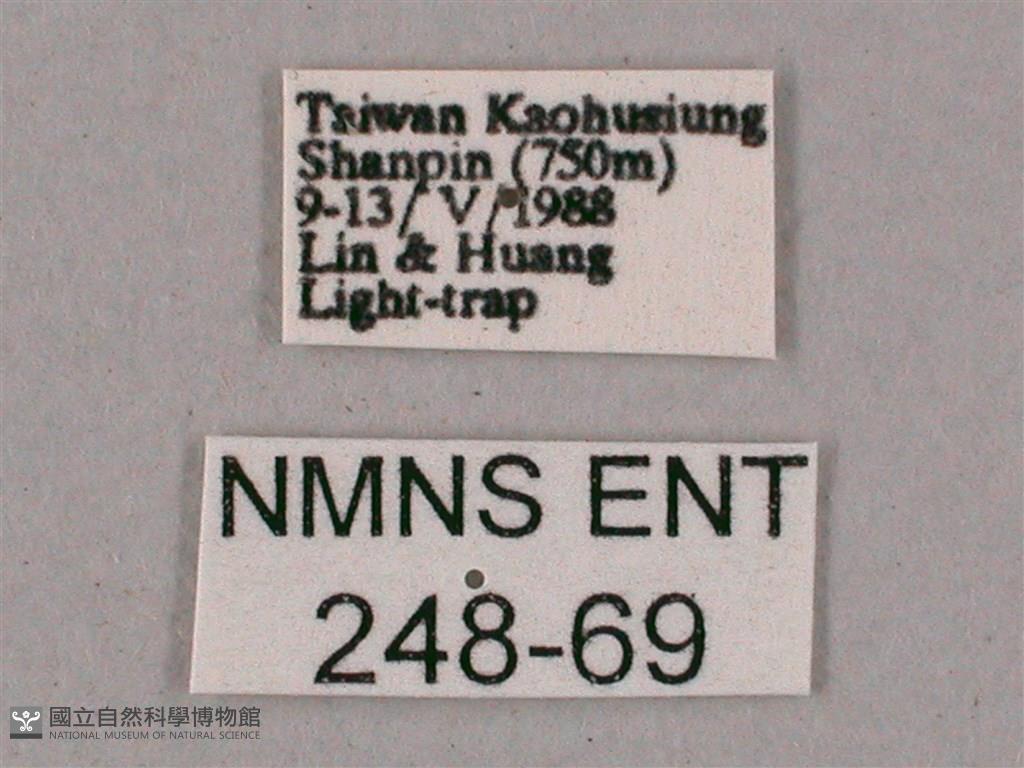 Taiwan Kaohusiung
Shanpin (750m)
9-13/ V/ 1988
Lin & Huang
Light-trap
NMNS ENT
248-69
國立自然科學博物館
NATIONAL MUSEUM OF NATURAL SCIENCE